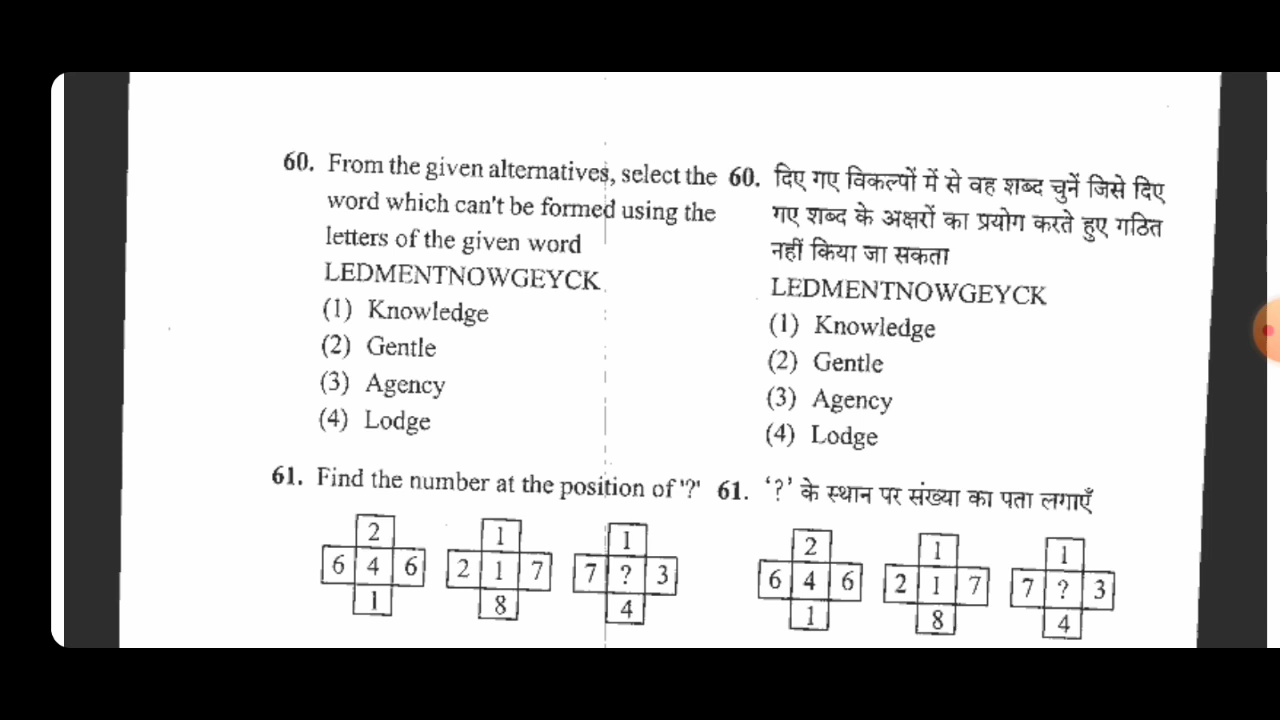 60. From the given alternatives, select the
word which can't be formed using the
letters of the given word
LEDMENTNOWGEYCK
(1) Knowledge
(2) Gentle
(3) Agency
(4) Lodge
61. Find the number at the position of '?'
2 1 1
6 4 6 2 1 7 7 ? 3
1 8 4
60. दिए गए विकल्पों में से वह शब्द चुनें जिसे दिए
गए शब्द के अक्षरों का प्रयोग करते हुए गठित
नहीं किया जा सकता
LEDMENTNOWGEYCK
(1) Knowledge
(2) Gentle
(3) Agency
(4) Lodge
61. ‘?’ के स्थान पर संख्या का पता लगाएँ
2 1 1
6 4 6 2 1 7 7 ? 3
1 8 4